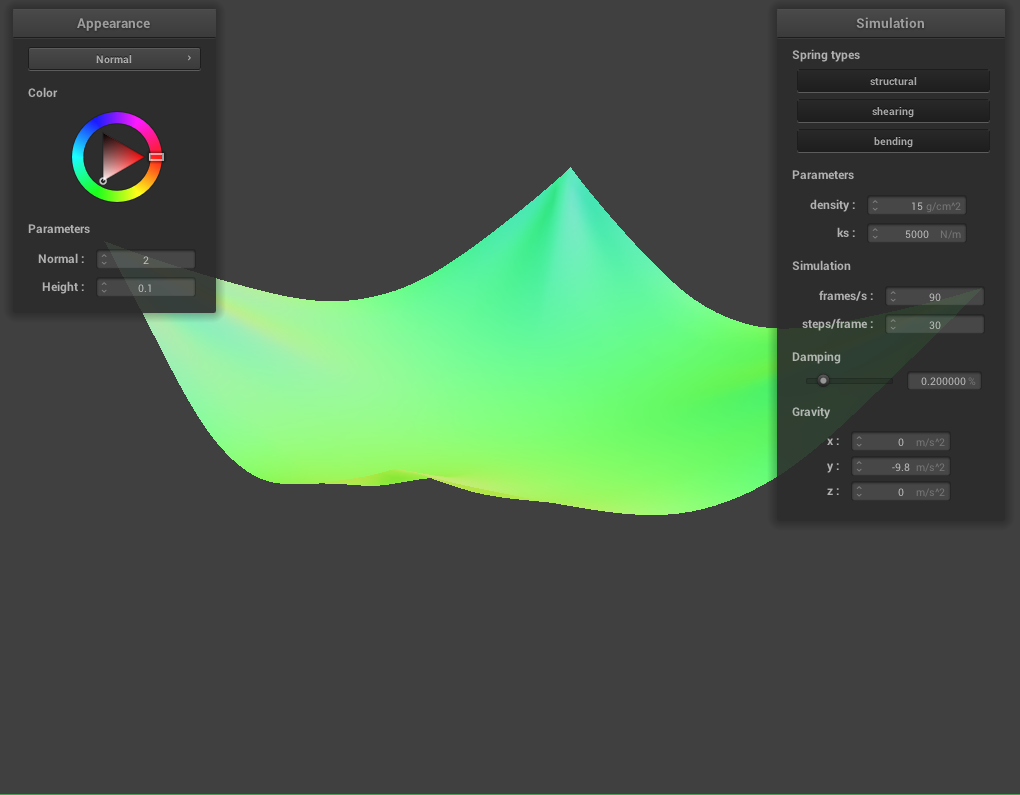 Appearance
Normal ›
Color
Parameters
Normal : 2
Height : 0.1
Simulation
Spring types
structural
shearing
bending
Parameters
density : 15 g/cm^2
ks : 5000 N/m
Simulation
frames/s : 90
steps/frame : 30
Damping
0.200000 %
Gravity
x : 0 m/s^2
y : -9.8 m/s^2
z : 0 m/s^2